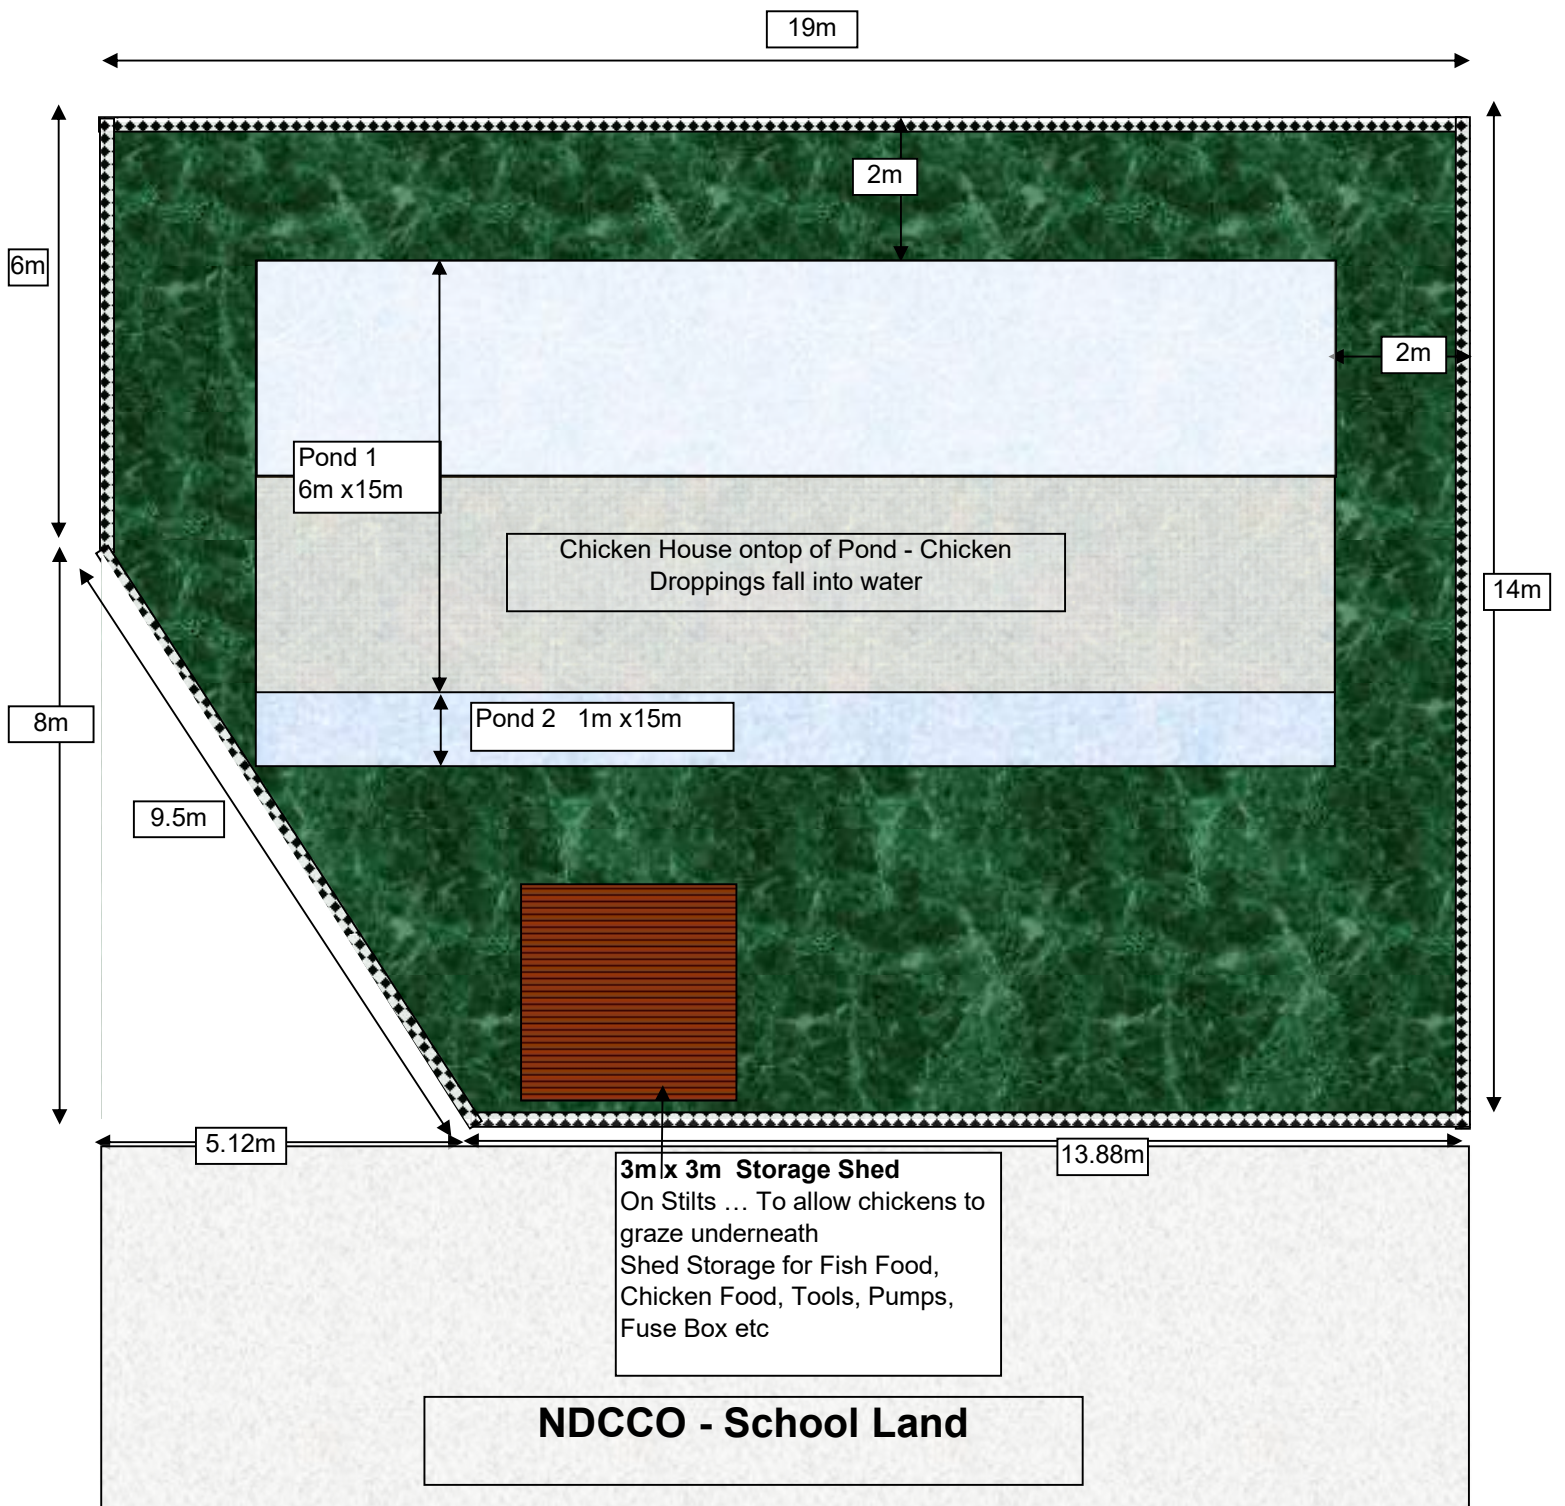 19m
2m
6m
2m
Pond 1
6m x15m
Chicken House ontop of Pond - Chicken
Droppings fall into water
14m
8m
Pond 2   1m x15m
9.5m
5.12m
13.88m
3m x 3m  Storage Shed
On Stilts … To allow chickens to
graze underneath
Shed Storage for Fish Food,
Chicken Food, Tools, Pumps,
Fuse Box etc
NDCCO - School Land